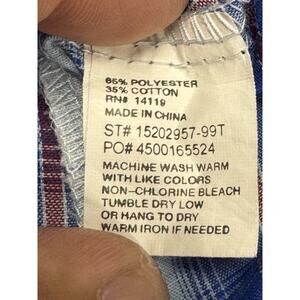 65% POLYESTER
35% COTTON
RN# 14119
MADE IN CHINA
ST# 15202957-99T
PO# 4500165524
MACHINE WASH WARM
WITH LIKE COLORS
NON-CHLORINE BLEACH
TUMBLE DRY LOW
OR HANG TO DRY
WARM IRON IF NEEDED